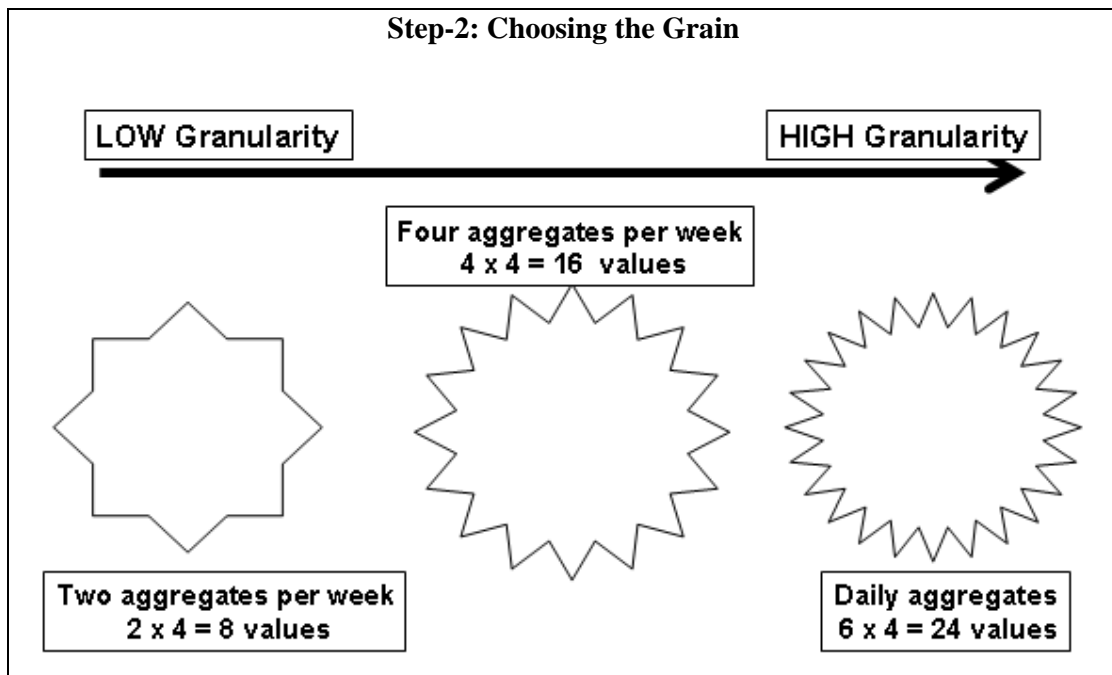 Step-2: Choosing the Grain
LOW Granularity
HIGH Granularity
Four aggregates per week
4 x 4 = 16 values
Two aggregates per week
2 x 4 = 8 values
Daily aggregates
6 x 4 = 24 values